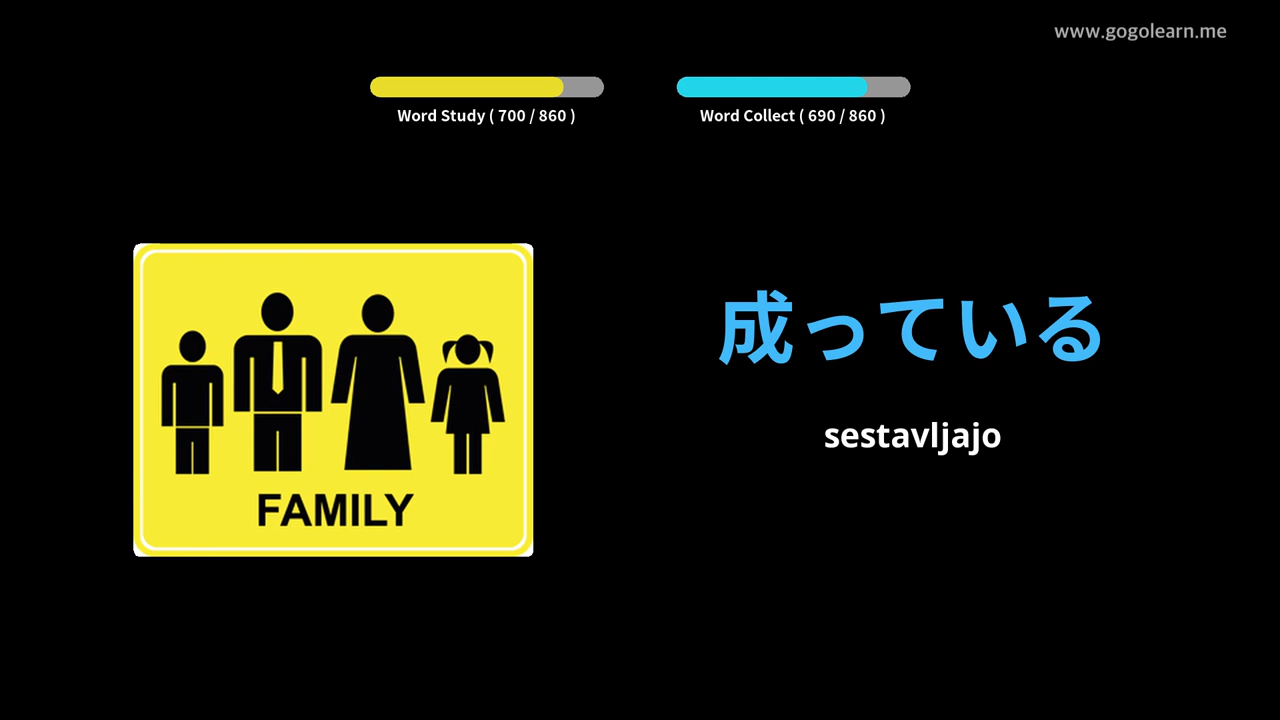 www.gogolearn.me
Word Study ( 700 / 860 )
Word Collect ( 690 / 860 )
FAMILY
成っている
sestavljajo